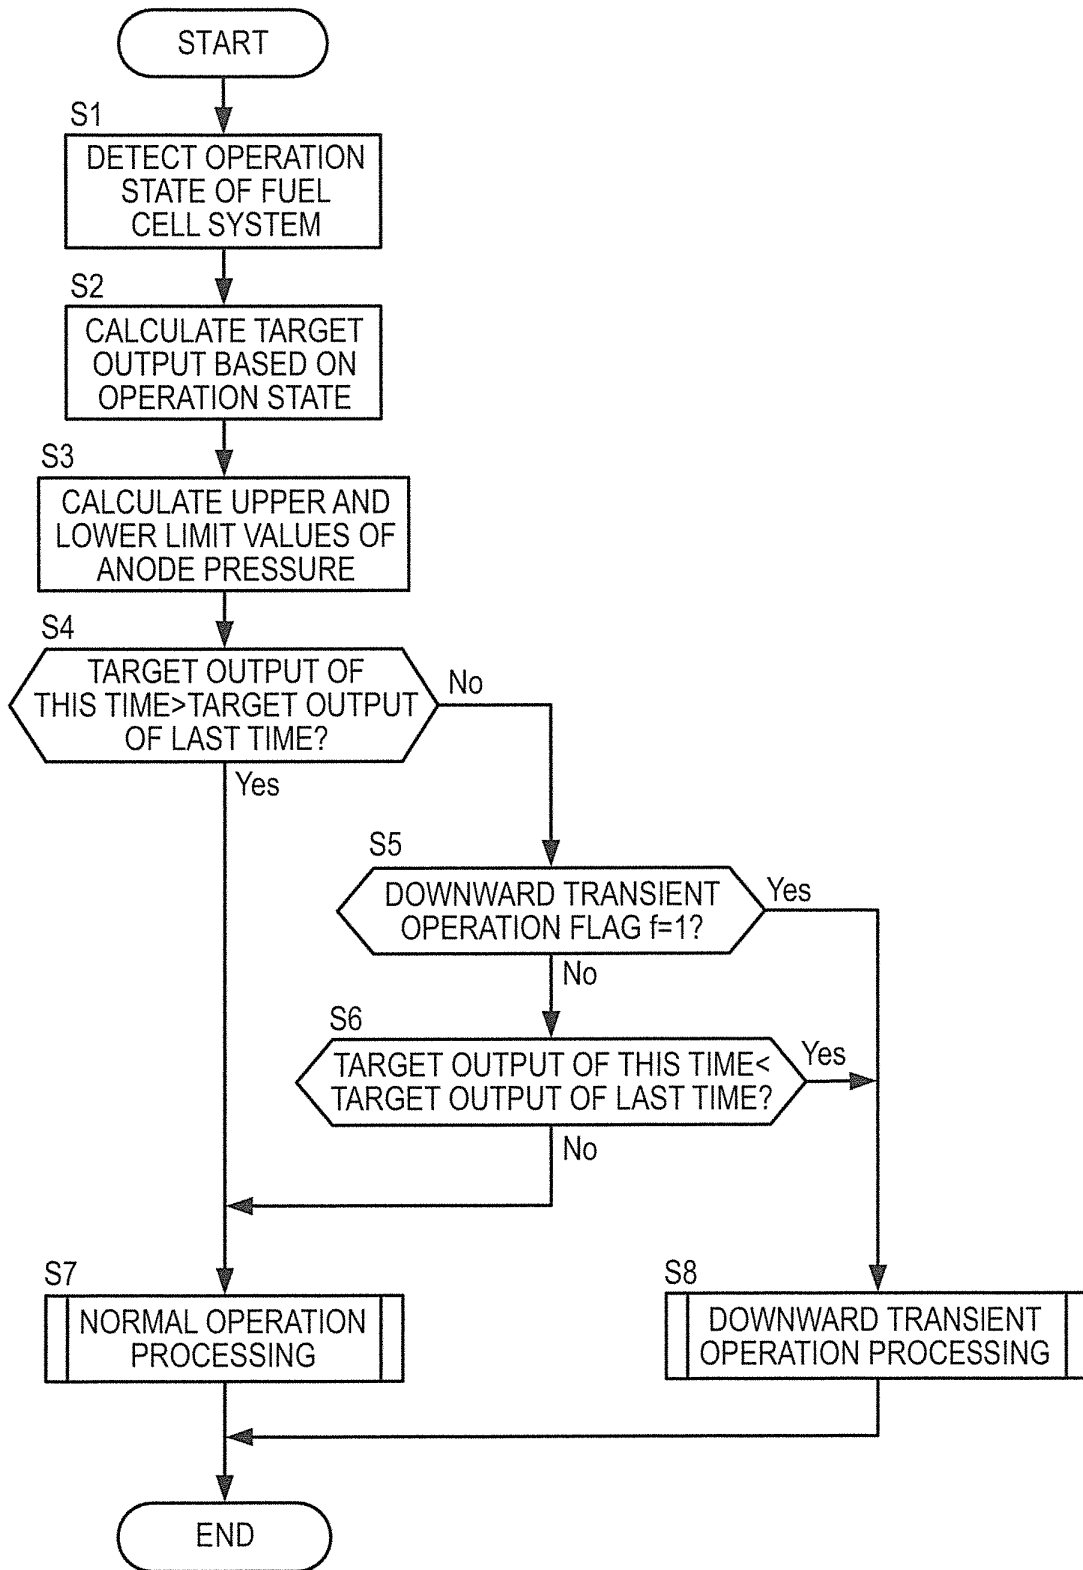 START
S1
DETECT OPERATION
STATE OF FUEL
CELL SYSTEM
S2
CALCULATE TARGET
OUTPUT BASED ON
OPERATION STATE
S3
CALCULATE UPPER AND
LOWER LIMIT VALUES OF
ANODE PRESSURE
S4
TARGET OUTPUT OF
THIS TIME>TARGET OUTPUT
OF LAST TIME?
No
Yes
S5
DOWNWARD TRANSIENT
OPERATION FLAG f=1?
Yes
No
S6
TARGET OUTPUT OF THIS TIME<
TARGET OUTPUT OF LAST TIME?
Yes
No
S7
NORMAL OPERATION
PROCESSING
S8
DOWNWARD TRANSIENT
OPERATION PROCESSING
END